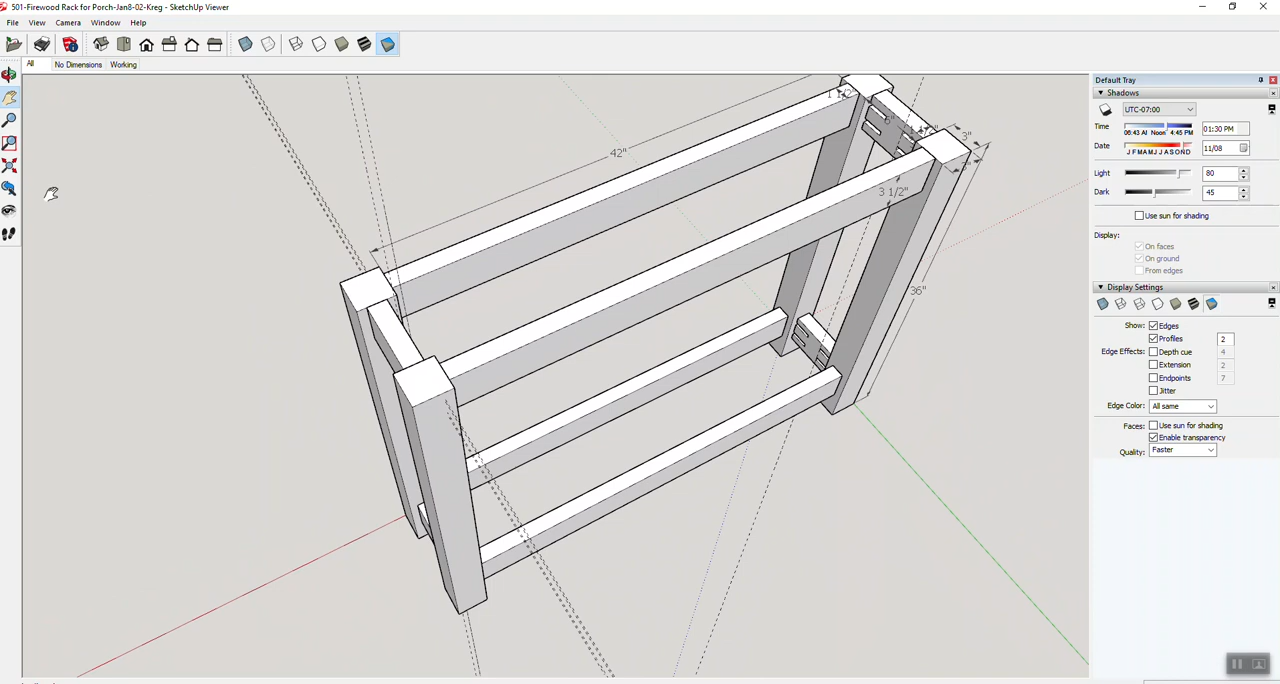 501-Firewood Rack for Porch-Jan8-02-Kreg - SketchUp Viewer
File View Camera Window Help
All No Dimensions Working
Default Tray
Shadows
UTC-07:00
Time 06:43 AM Noon 4:45 PM 01:30 PM
Date J F M A M J J A S O N D 11/08
Light 80
Dark 45
Use sun for shading
Display: On faces
On ground
From edges
Display Settings
Show: Edges
Profiles 2
Edge Effects: Depth cue 4
Extension 2
Endpoints 7
Jitter
Edge Color: All same
Faces: Use sun for shading
Enable transparency
Quality: Faster
1 1/2"
42"
3"
3"
3 1/2"
36"